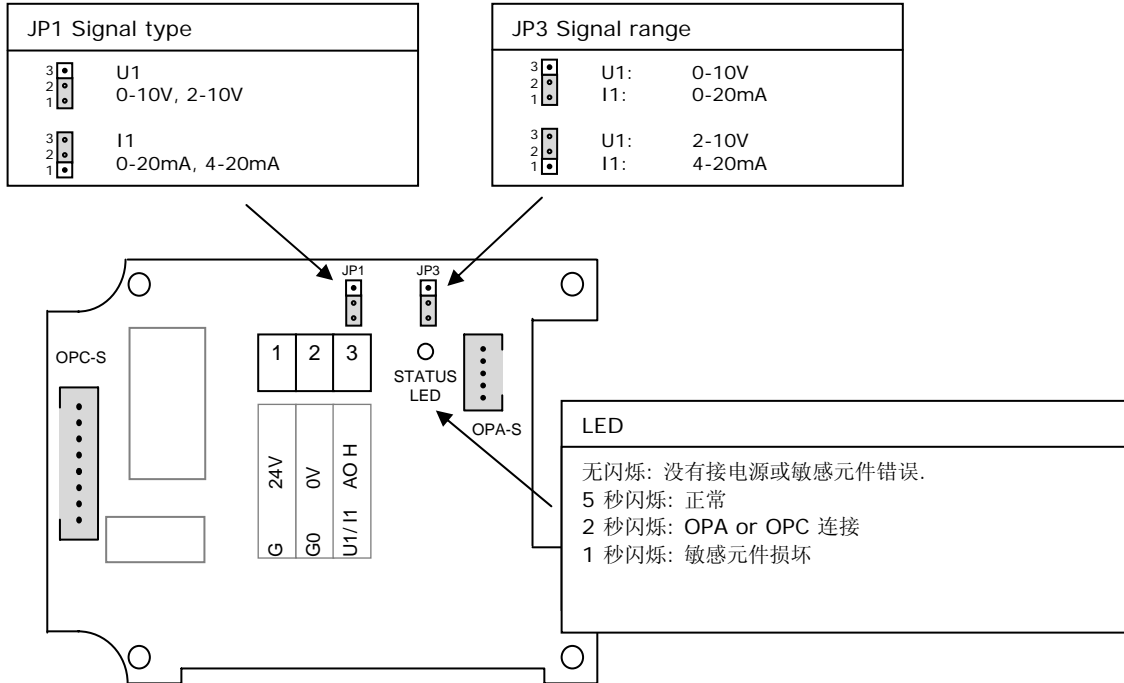 JP1 Signal type
3
2
1
U1
0-10V, 2-10V
3
2
1
I1
0-20mA, 4-20mA
JP3 Signal range
3
2
1
U1: 0-10V
I1: 0-20mA
3
2
1
U1: 2-10V
I1: 4-20mA
JP1
JP3
OPC-S
1 2 3
STATUS
LED
OPA-S
G 24V
G0 0V
U1/I1 AO H
LED
无闪烁: 没有接电源或敏感元件错误.
5 秒闪烁: 正常
2 秒闪烁: OPA or OPC 连接
1 秒闪烁: 敏感元件损坏